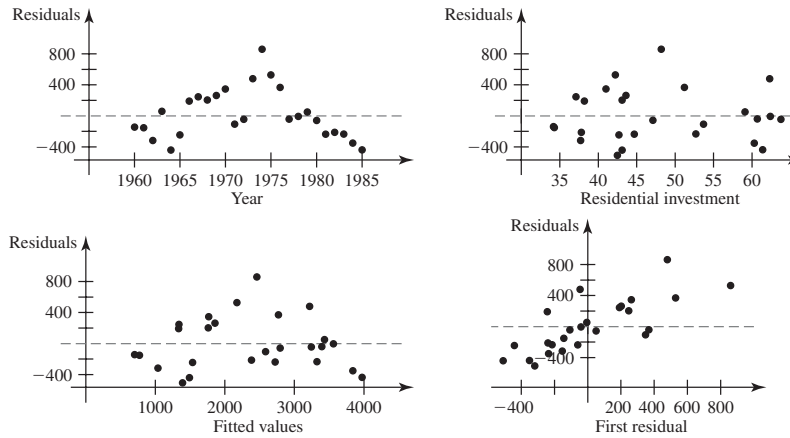 Residuals
800
400
−400
1960 1965 1970 1975 1980 1985
Year
Residuals
800
400
−400
35 40 45 50 55 60
Residential investment
Residuals
800
400
−400
1000 2000 3000 4000
Fitted values
Residuals
800
400
−400
−400 200 400 600 800
First residual